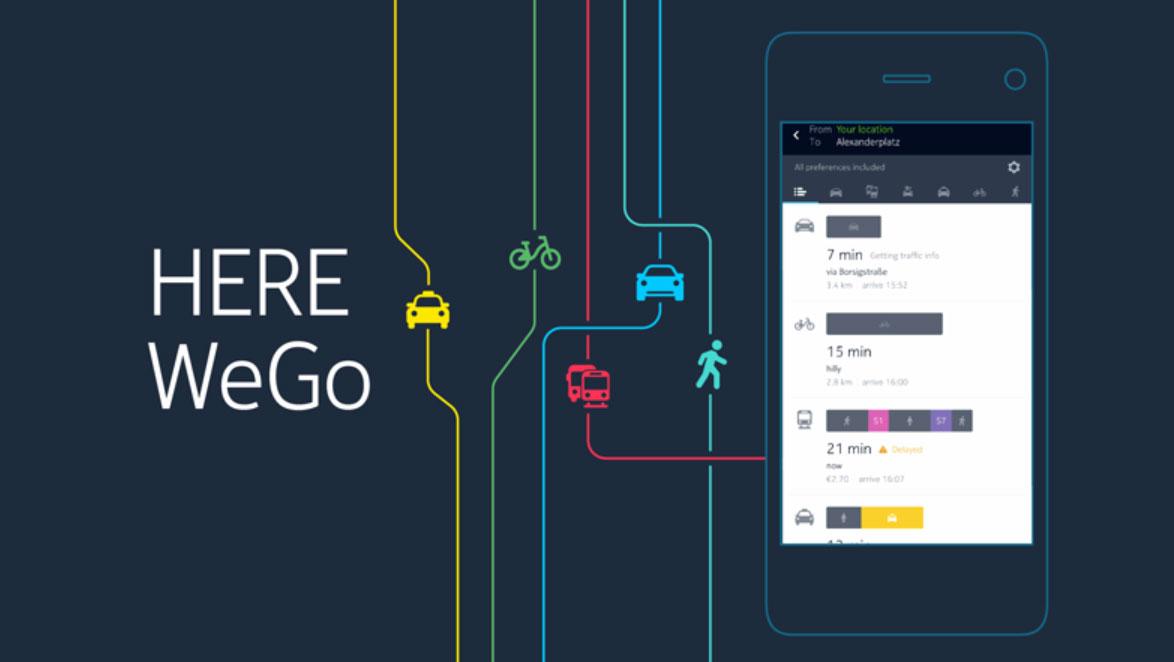 HERE
WeGo
From Your location
To Alexanderplatz
All preferences included
7 min Getting traffic info
via Borsigstraße
3.4 km arrive 15:52
15 min
hilly
2.8 km arrive 16:00
S1 S7
21 min Delayed
now
€2.70 arrive 16:07